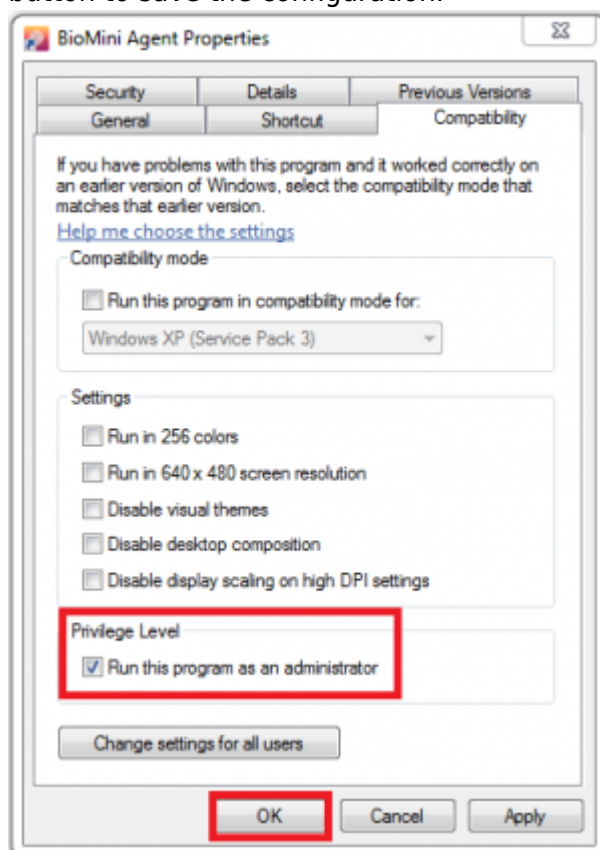 button to save the configuration.
BioMini Agent Properties
Security Details Previous Versions
General Shortcut Compatibility
If you have problems with this program and it worked correctly on
an earlier version of Windows, select the compatibility mode that
matches that earlier version.
Help me choose the settings
Compatibility mode
Run this program in compatibility mode for:
Windows XP (Service Pack 3)
Settings
Run in 256 colors
Run in 640 x 480 screen resolution
Disable visual themes
Disable desktop composition
Disable display scaling on high DPI settings
Privilege Level
Run this program as an administrator
Change settings for all users
OK Cancel Apply